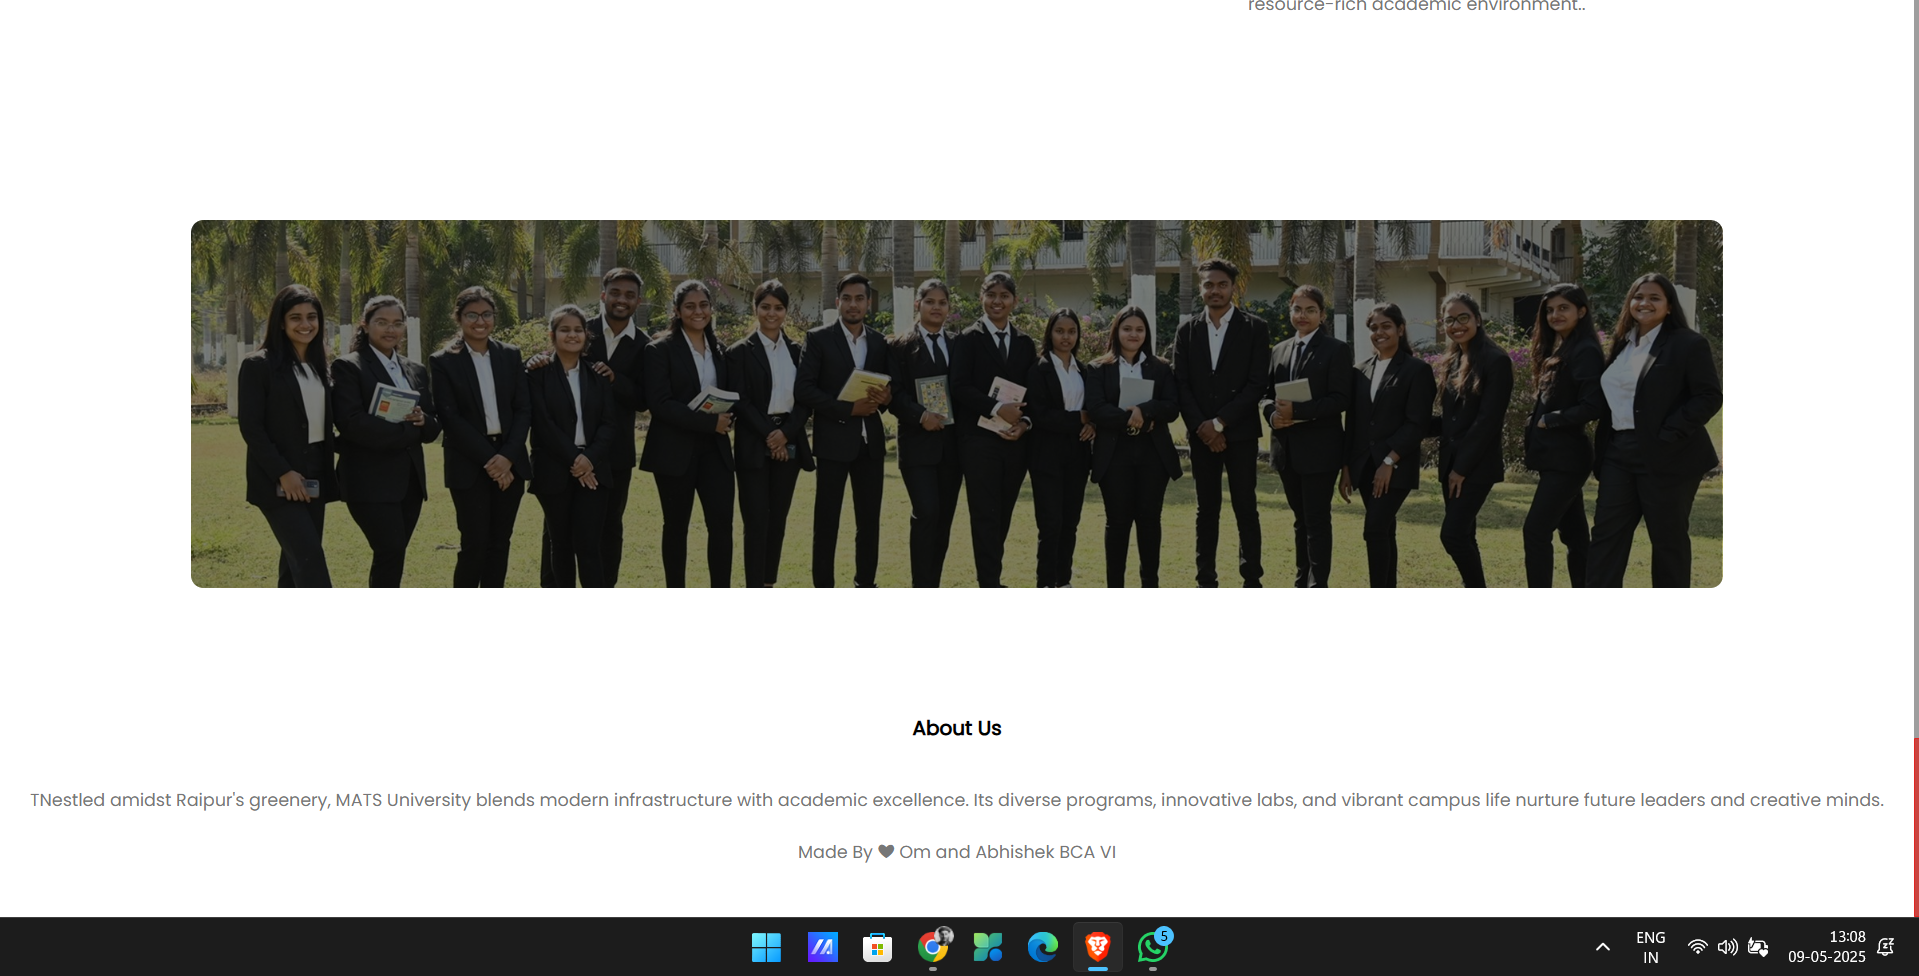 resource-rich academic environment..
About Us
TNestled amidst Raipur's greenery, MATS University blends modern infrastructure with academic excellence. Its diverse programs, innovative labs, and vibrant campus life nurture future leaders and creative minds.
Made By ♥ Om and Abhishek BCA VI
5
ENG
IN
13:08
09-05-2025